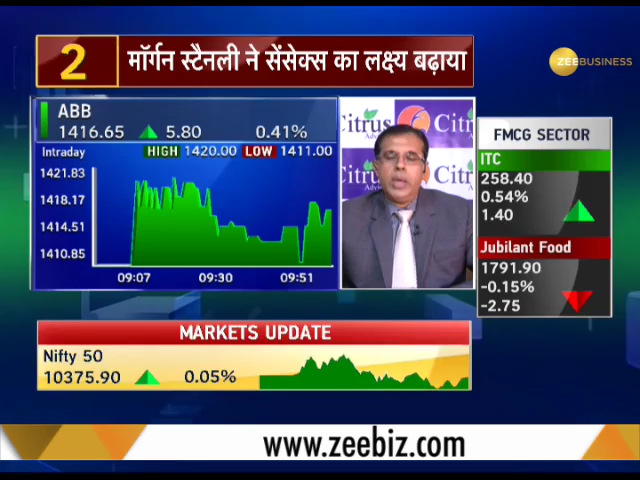 2 मॉर्गन स्टैनली ने सेंसेक्स का लक्ष्य बढ़ाया
ZEE BUSINESS
ABB
1416.65 5.80 0.41%
Intraday HIGH 1420.00 LOW 1411.00
1421.83
1418.17
1414.51
1410.85
09:07 09:30 09:51
Citrus
Citrus
FMCG SECTOR
ITC
258.40
0.54%
1.40
Jubilant Food
1791.90
-0.15%
-2.75
MARKETS UPDATE
Nifty 50
10375.90 0.05%
www.zeebiz.com